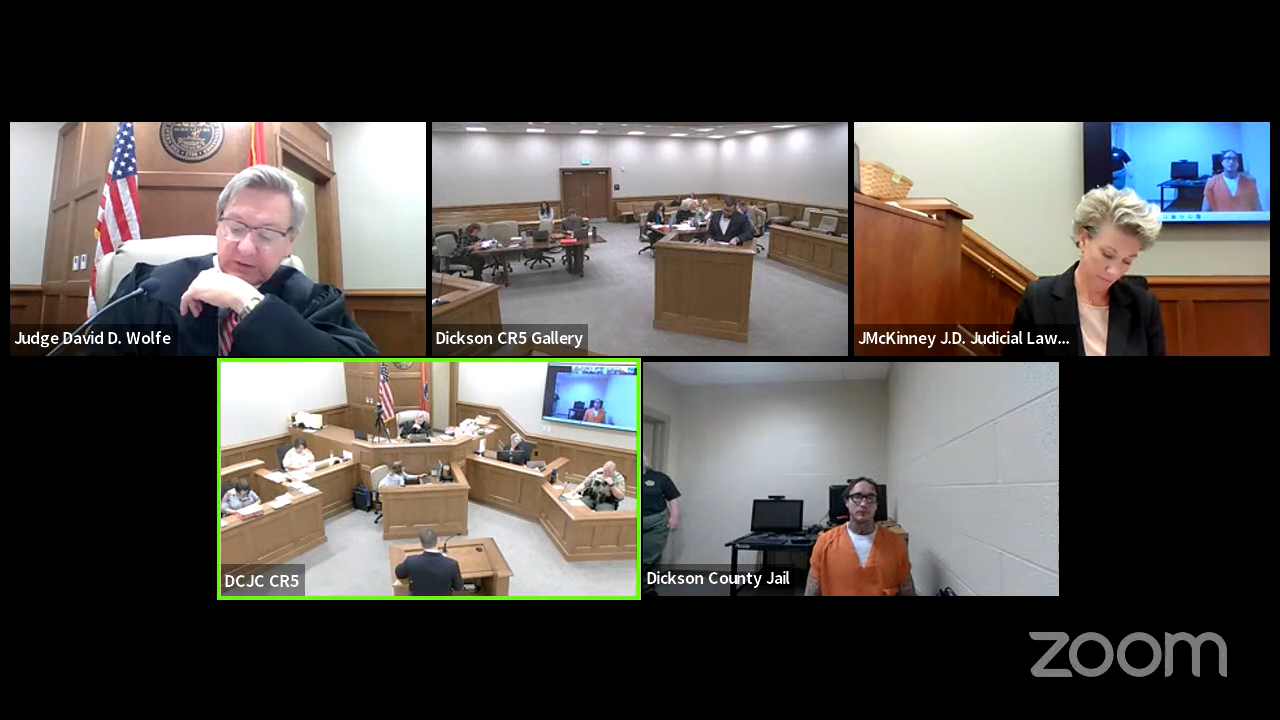 Judge David D. Wolfe
Dickson CR5 Gallery
JMcKinney J.D. Judicial Law...
DCJC CR5
Dickson County Jail
zoom